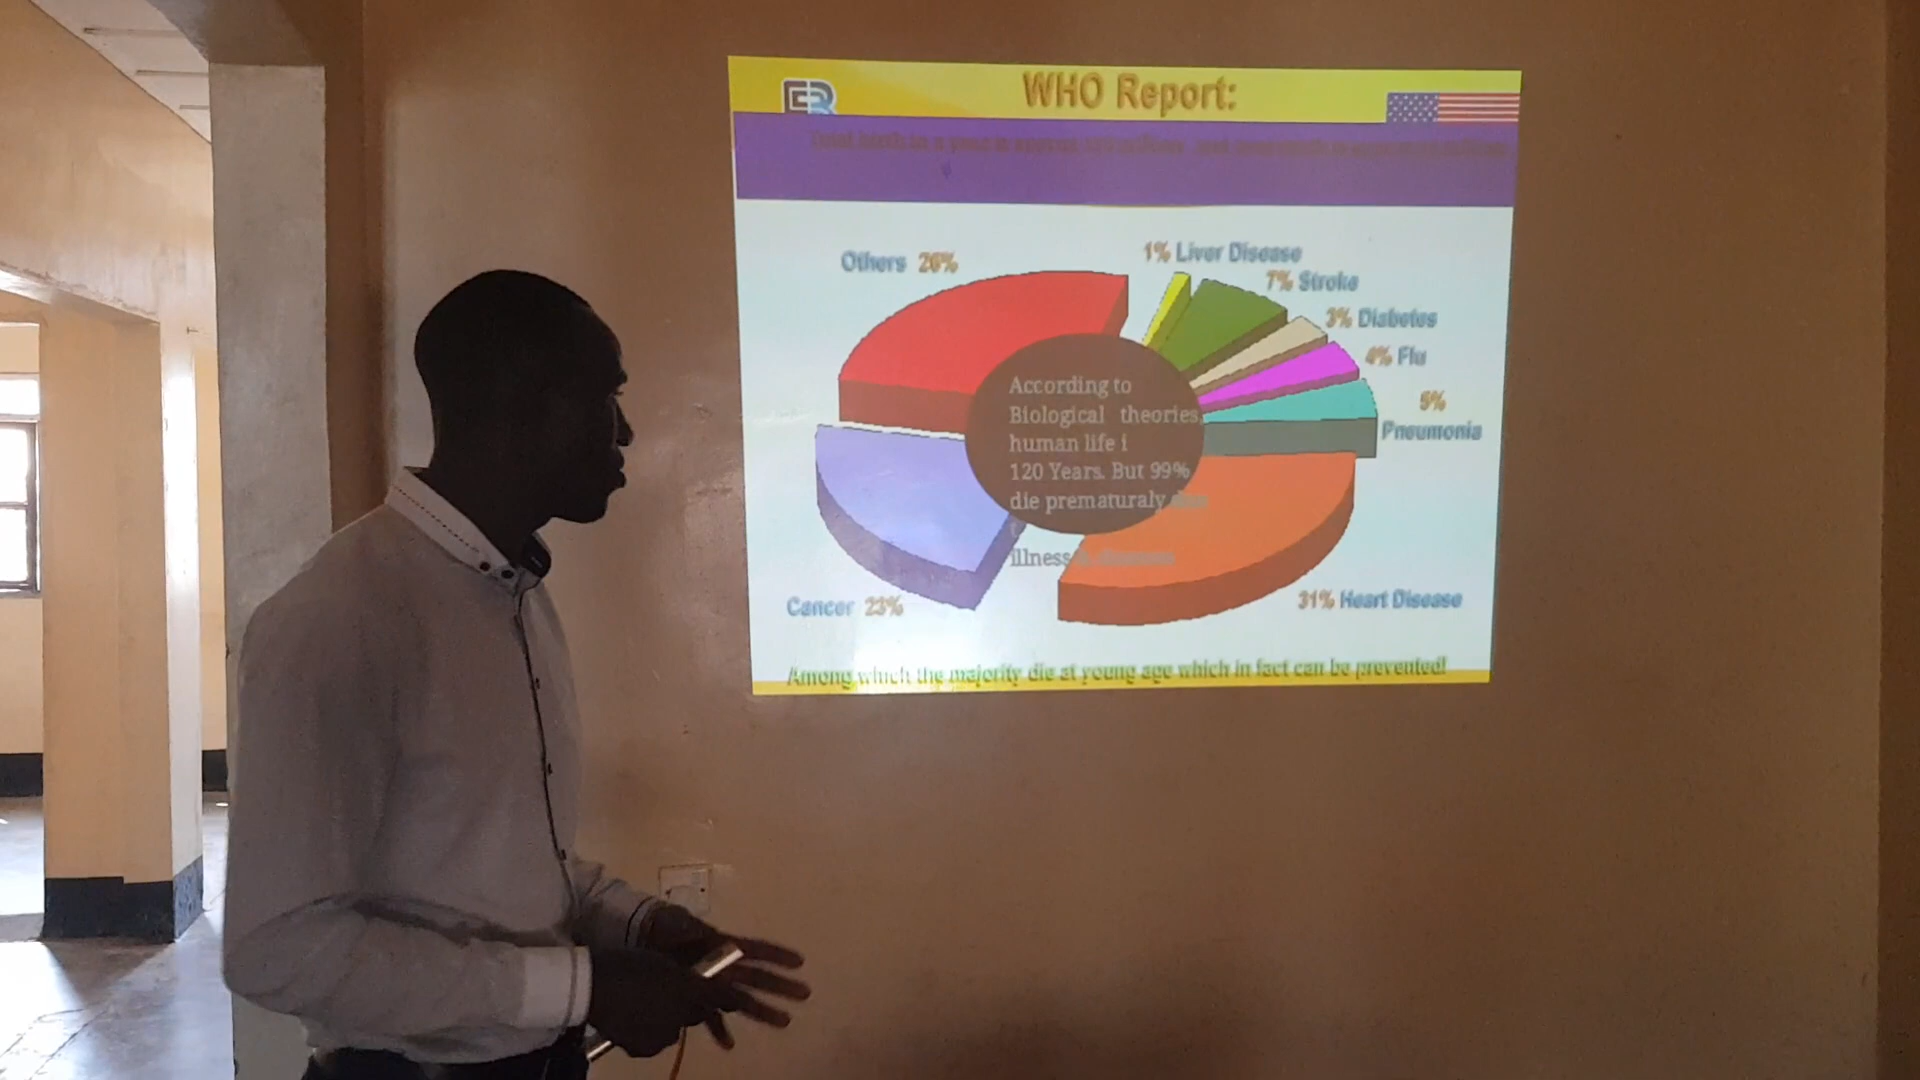 WHO Report:
Others 26%
1% Liver Disease
7% Stroke
3% Diabetes
4% Flu
5%
Pneumonia
According to
Biological theories,
human life i
120 Years. But 99%
die prematuraly due
illness & diseases
Cancer 23%
31% Heart Disease
Among which the majority die at young age which in fact can be prevented!